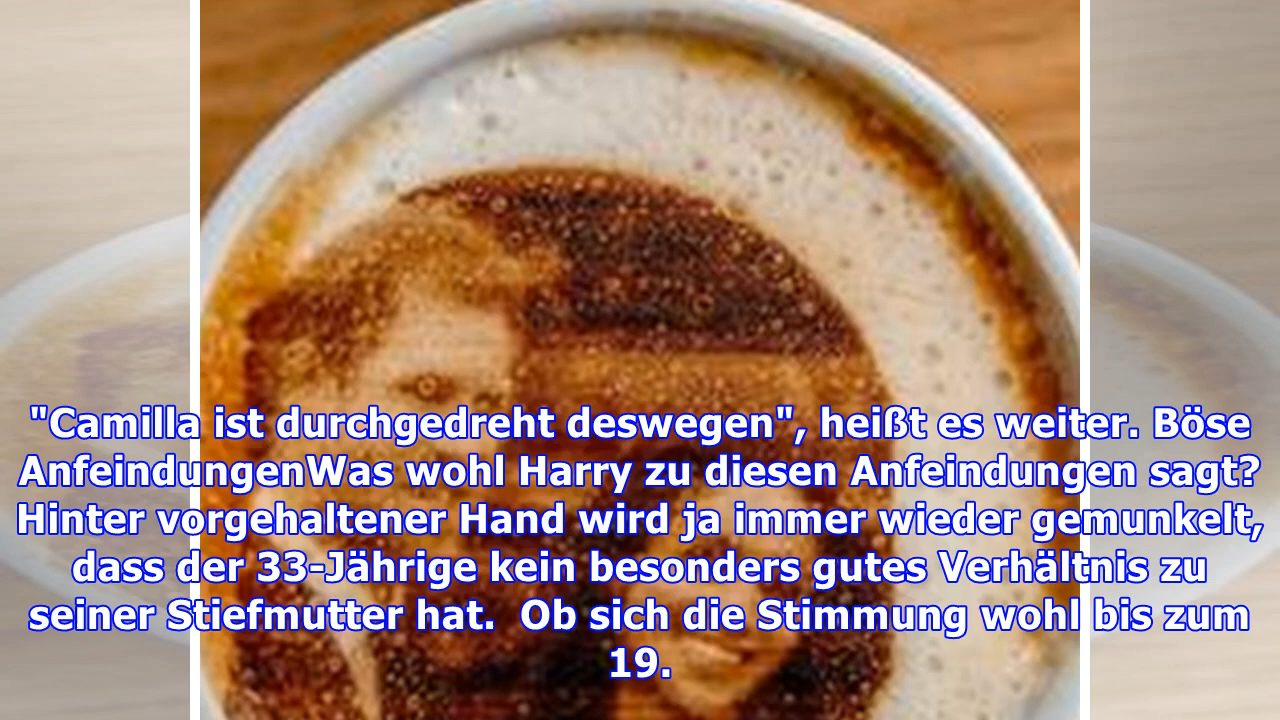 "Camilla ist durchgedreht deswegen", heißt es weiter. Böse
AnfeindungenWas wohl Harry zu diesen Anfeindungen sagt?
Hinter vorgehaltener Hand wird ja immer wieder gemunkelt,
dass der 33-Jährige kein besonders gutes Verhältnis zu
seiner Stiefmutter hat.  Ob sich die Stimmung wohl bis zum
19.